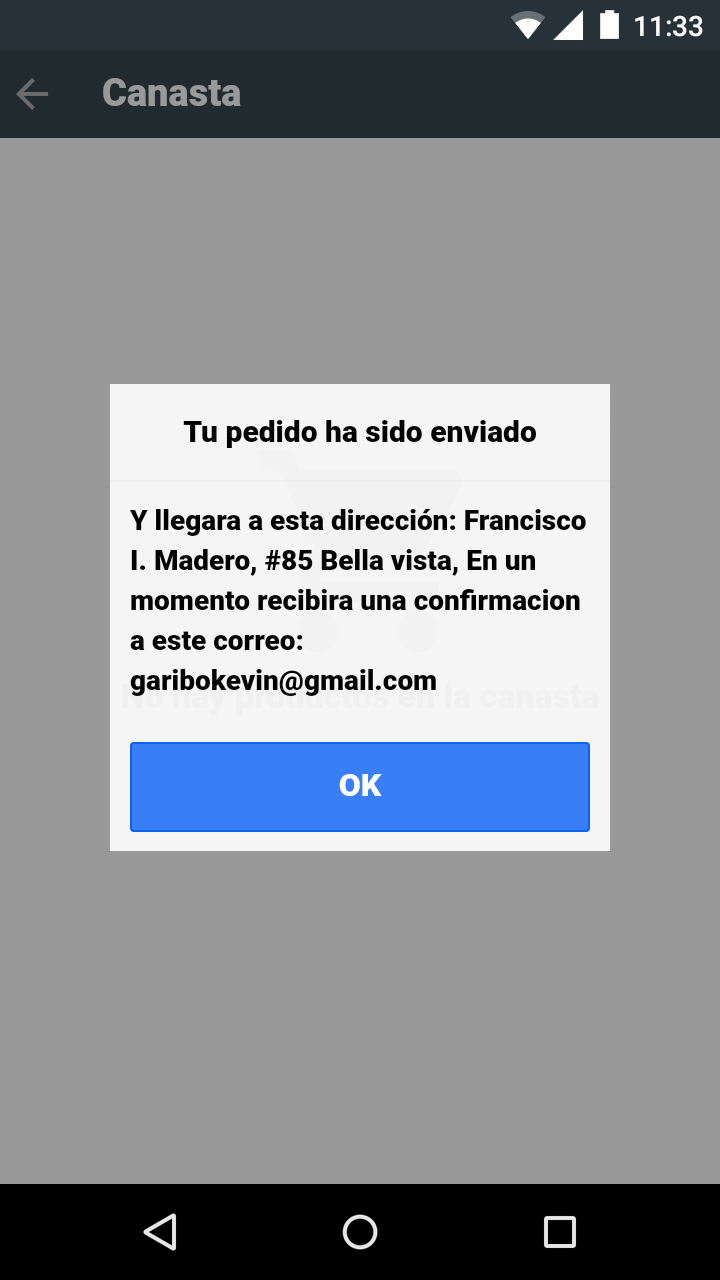 11:33
Canasta
Tu pedido ha sido enviado
Y llegara a esta dirección: Francisco
I. Madero, #85 Bella vista, En un
momento recibira una confirmacion
a este correo:
garibokevin@gmail.com
No hay productos en la canasta
OK